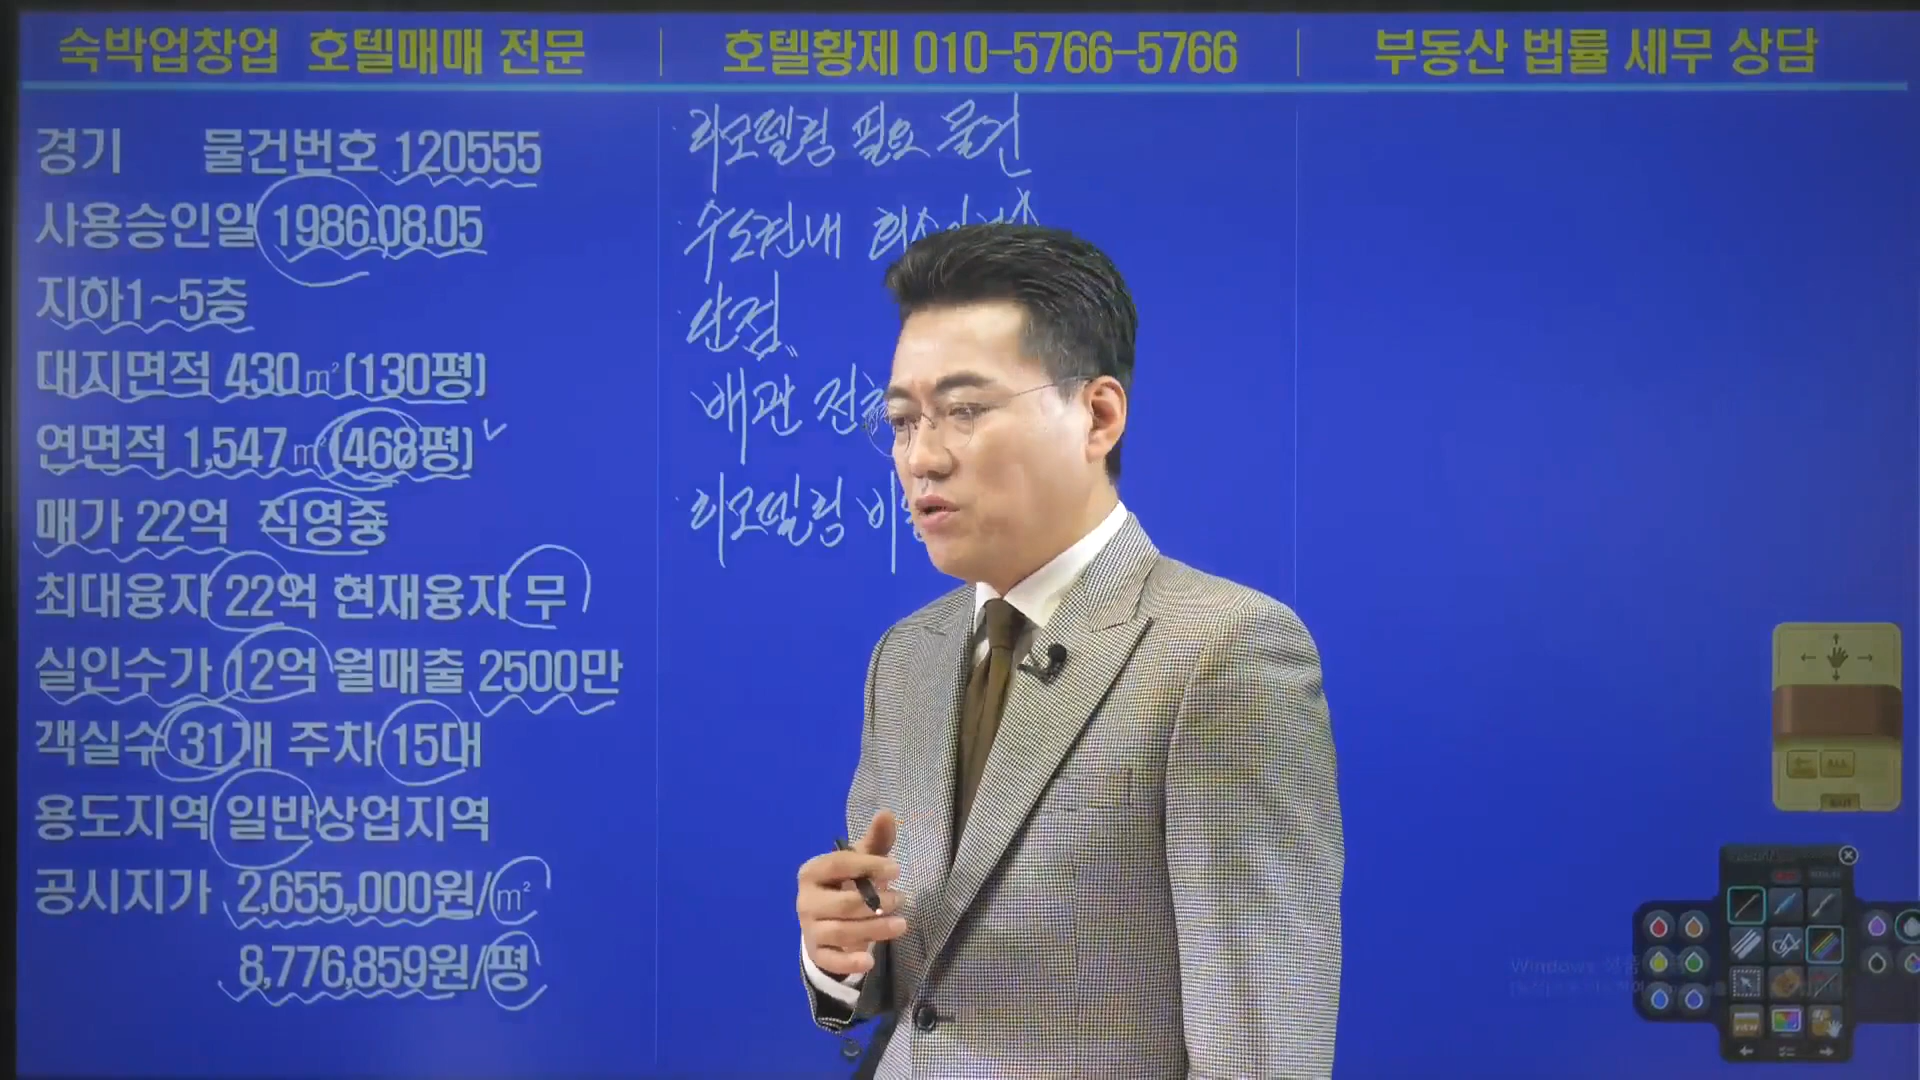 숙박업창업 호텔매매 전문
호텔황제 010-5766-5766
부동산 법률 세무 상담
경기 물건번호 120555
사용승인일 1986.08.05
지하1~5층
대지면적 430㎡(130평)
연면적 1,547㎡(468평)
매가 22억 직영중
최대융자 22억 현재융자 무
실인수가 12억 월매출 2500만
객실수 31개 주차 15대
용도지역 일반상업지역
공시지가 2,655,000원/㎡
8,776,859원/평
리모델링 필요 물건
수도권내
단점
배관
리모델링
VIEW
Windows